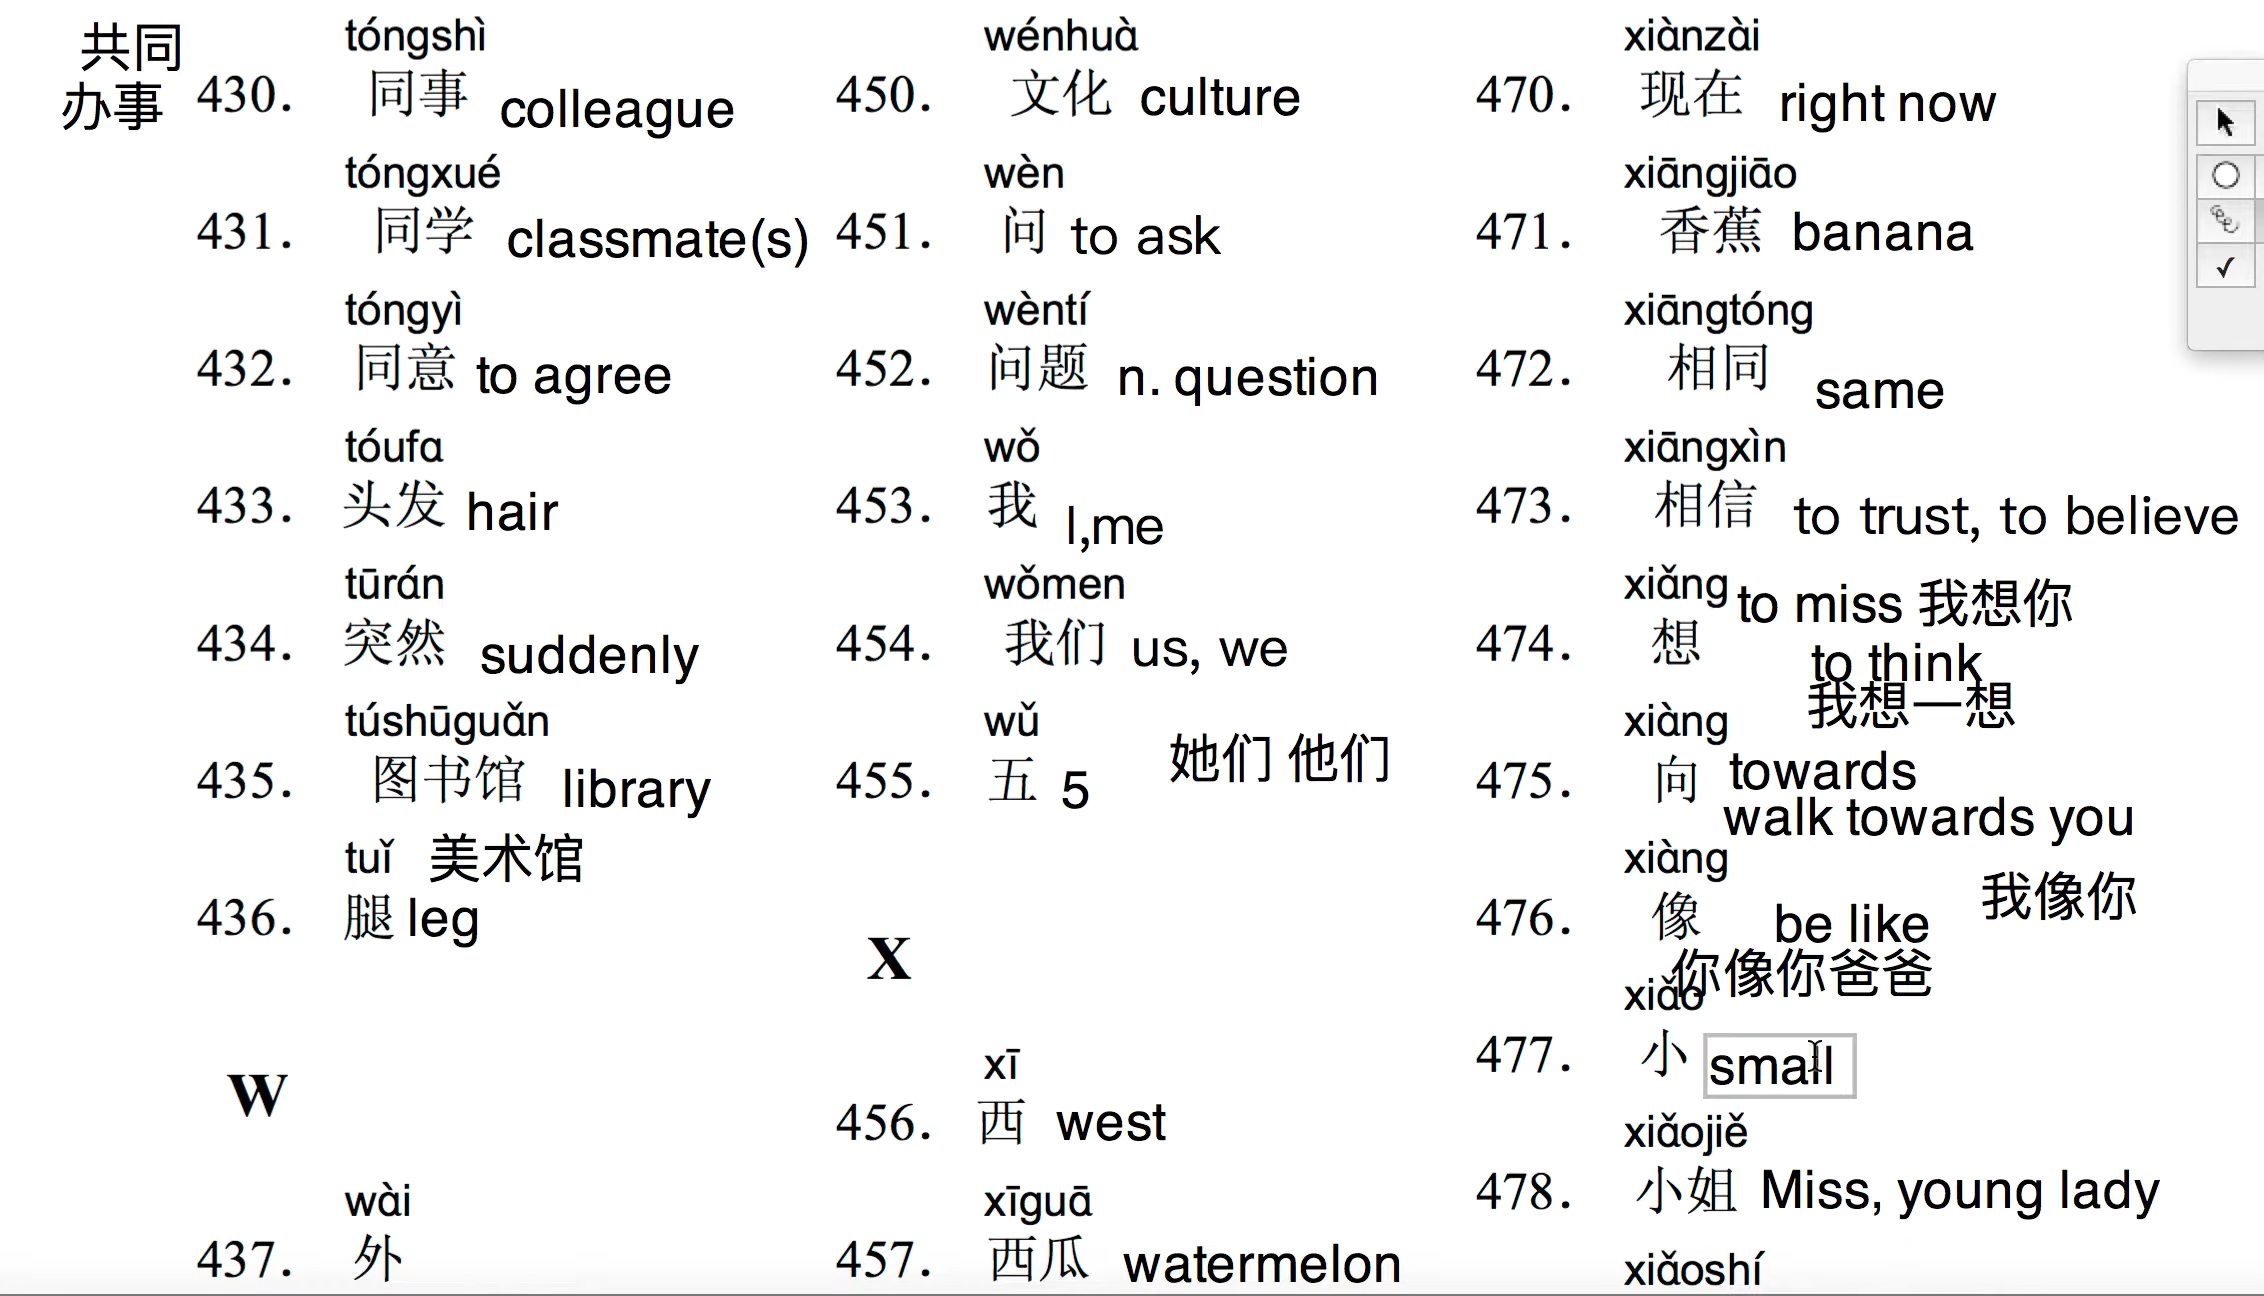 共同
办事
tóngshì
430. 同事 colleague
tóngxué
431. 同学 classmate(s)
tóngyì
432. 同意 to agree
tóufɑ
433. 头发 hair
tūrán
434. 突然 suddenly
túshūguǎn
435. 图书馆 library
tuǐ 美术馆
436. 腿 leg
W
wài
437. 外
wénhuà
450. 文化 culture
wèn
451. 问 to ask
wèntí
452. 问题 n. question
wǒ
453. 我 I,me
wǒmen
454. 我们 us, we
wǔ
455. 五 5 她们 他们
X
xī
456. 西 west
xīguā
457. 西瓜 watermelon
xiànzài
470. 现在 right now
xiāngjiāo
471. 香蕉 banana
xiāngtóng
472. 相同 same
xiāngxìn
473. 相信 to trust, to believe
xiǎng to miss 我想你
474. 想 to think
我想一想
xiàng
475. 向 towards
walk towards you
xiàng
476. 像 be like 我像你
你像你爸爸
xiǎo
477. 小 small
xiǎojiě
478. 小姐 Miss, young lady
xiǎoshí